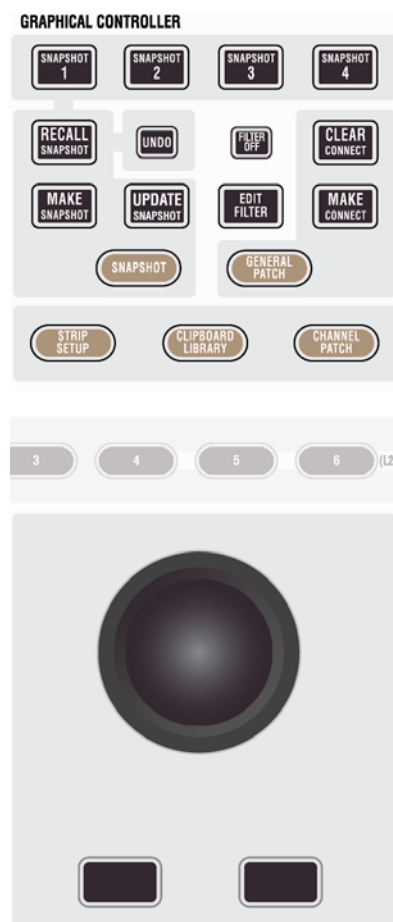 GRAPHICAL CONTROLLER
SNAPSHOT 1
SNAPSHOT 2
SNAPSHOT 3
SNAPSHOT 4
RECALL SNAPSHOT
UNDO
FILTER OFF
CLEAR CONNECT
MAKE SNAPSHOT
UPDATE SNAPSHOT
EDIT FILTER
MAKE CONNECT
SNAPSHOT
GENERAL PATCH
STRIP SETUP
CLIPBOARD LIBRARY
CHANNEL PATCH
3 4 5 6 (L2